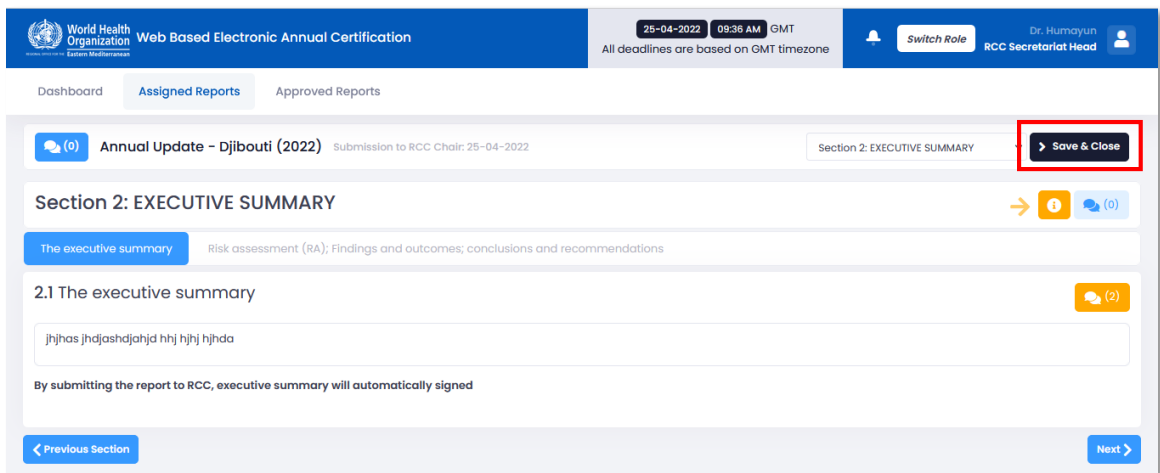 World Health
Organization
Eastern Mediterranean
Web Based Electronic Annual Certification
25-04-2022 09:36 AM GMT
All deadlines are based on GMT timezone
Switch Role
Dr. Humayun
RCC Secretariat Head
Dashboard Assigned Reports Approved Reports
(0) Annual Update - Djibouti (2022) Submission to RCC Chair: 25-04-2022 Section 2: EXECUTIVE SUMMARY Save & Close
Section 2: EXECUTIVE SUMMARY (0)
The executive summary Risk assessment (RA); Findings and outcomes; conclusions and recommendations
2.1 The executive summary (2)
jhjhas jhdjashdjahjd hhj hjhj hjhda
By submitting the report to RCC, executive summary will automatically signed
Previous Section Next